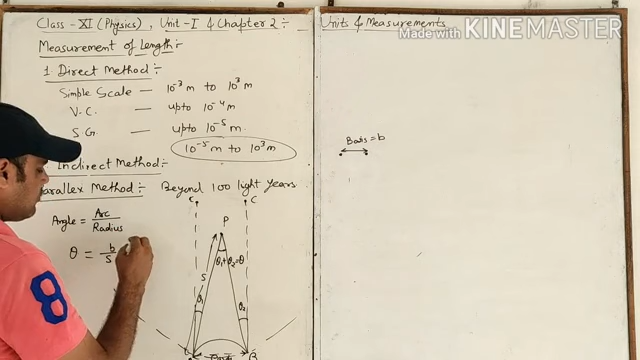 Class - XI (Physics), Unit - I & Chapter 2 :-
Units & Measurements
Made with KINEMASTER
Measurement of Length :-
1. Direct Method :-
Simple Scale — 10⁻³ m to 10³ m
V.C. — upto 10⁻⁴ m
S.G. — upto 10⁻⁵ m.
10⁻⁵ m to 10³ m
Indirect Method :-
Parallex Method :- Beyond 100 light years
Angle = Arc / Radius
θ = b / S
C
C
P
S
θ₁+θ₂=θ
θ₁
θ₂
B
Basis = b
8